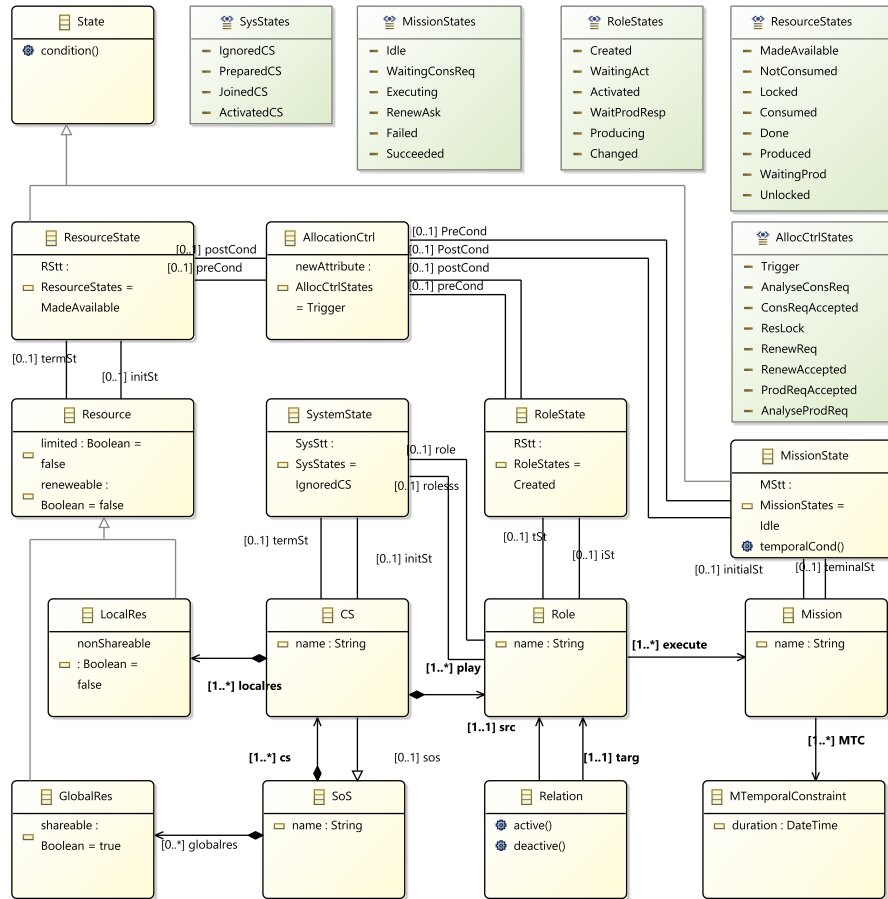 State
condition()
SysStates
IgnoredCS
PreparedCS
JoinedCS
ActivatedCS
MissionStates
Idle
WaitingConsReq
Executing
RenewAsk
Failed
Succeeded
RoleStates
Created
WaitingAct
Activated
WaitProdResp
Producing
Changed
ResourceStates
MadeAvailable
NotConsumed
Locked
Consumed
Done
Produced
WaitingProd
Unlocked
ResourceState
RStt :
ResourceStates =
MadeAvailable
[0..1] postCond
[0..1] preCond
AllocationCtrl
newAttribute :
AllocCtrlStates
= Trigger
[0..1] PreCond
[0..1] PostCond
[0..1] postCond
[0..1] preCond
AllocCtrlStates
Trigger
AnalyseConsReq
ConsReqAccepted
ResLock
RenewReq
RenewAccepted
ProdReqAccepted
AnalyseProdReq
[0..1] termSt
[0..1] initSt
Resource
limited : Boolean =
false
reneweable :
Boolean = false
SystemState
SysStt :
SysStates =
IgnoredCS
[0..1] role
[0..1] rolesss
RoleState
RStt :
RoleStates =
Created
MissionState
MStt :
MissionStates =
Idle
temporalCond()
[0..1] termSt
[0..1] initSt
[0..1] tSt
[0..1] iSt
[0..1] initialSt
[0..1] teminalSt
LocalRes
nonShareable
: Boolean =
false
[1..*] localres
CS
name : String
[1..*] play
Role
name : String
[1..*] execute
Mission
name : String
[1..*] cs
[0..1] sos
[1..1] src
[1..1] targ
[1..*] MTC
GlobalRes
shareable :
Boolean = true
[0..*] globalres
SoS
name : String
Relation
active()
deactive()
MTemporalConstraint
duration : DateTime